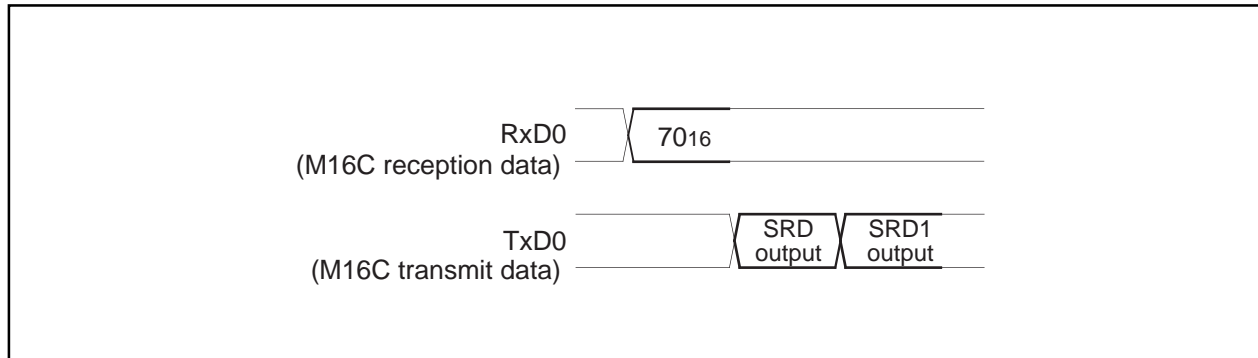 RxD0
(M16C reception data)
7016
TxD0
(M16C transmit data)
SRD
output
SRD1
output